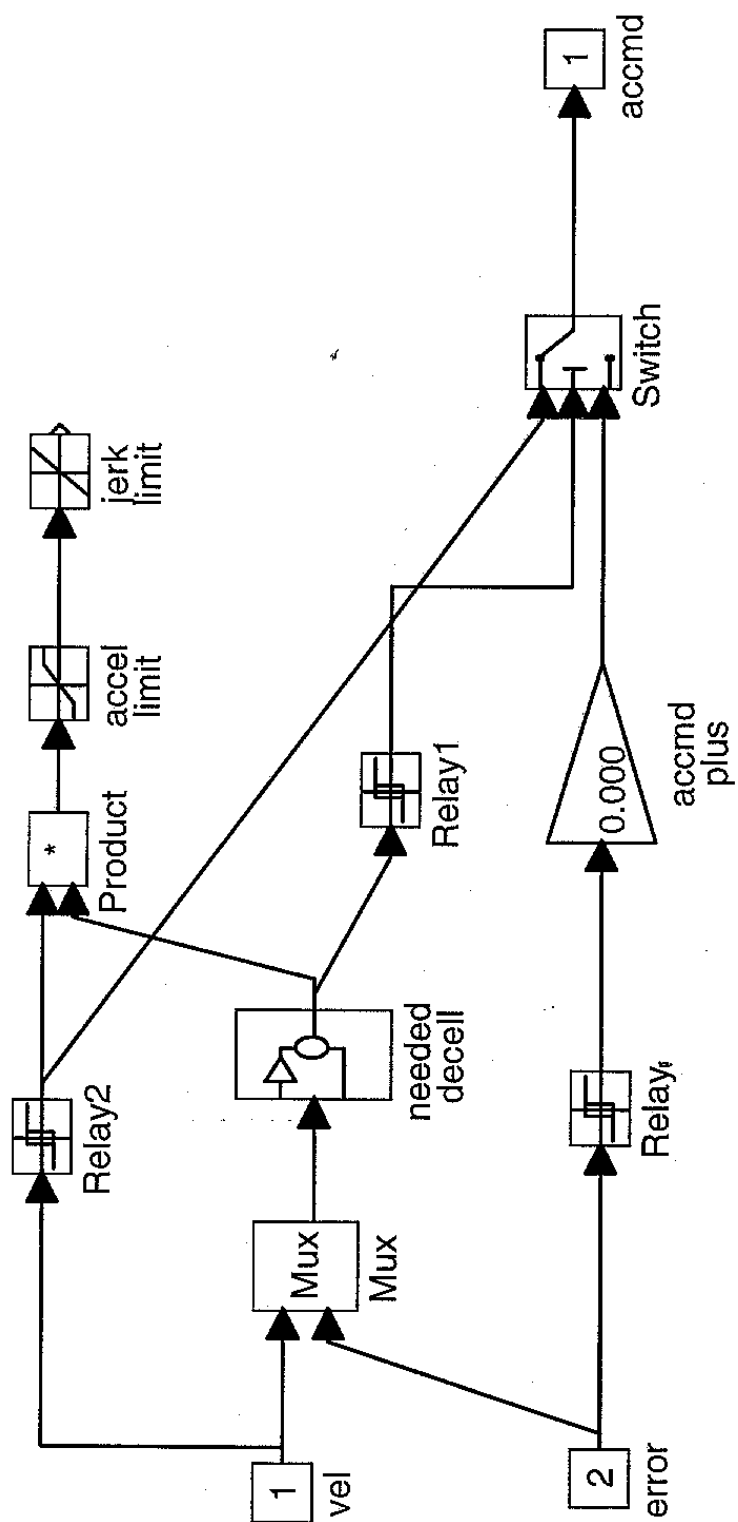 1
vel
2
error
Relay2
Mux
Mux
needed
decell
Relay
Product
Relay1
accel
limit
jerk
limit
0.000
accmd
plus
Switch
1
accmd